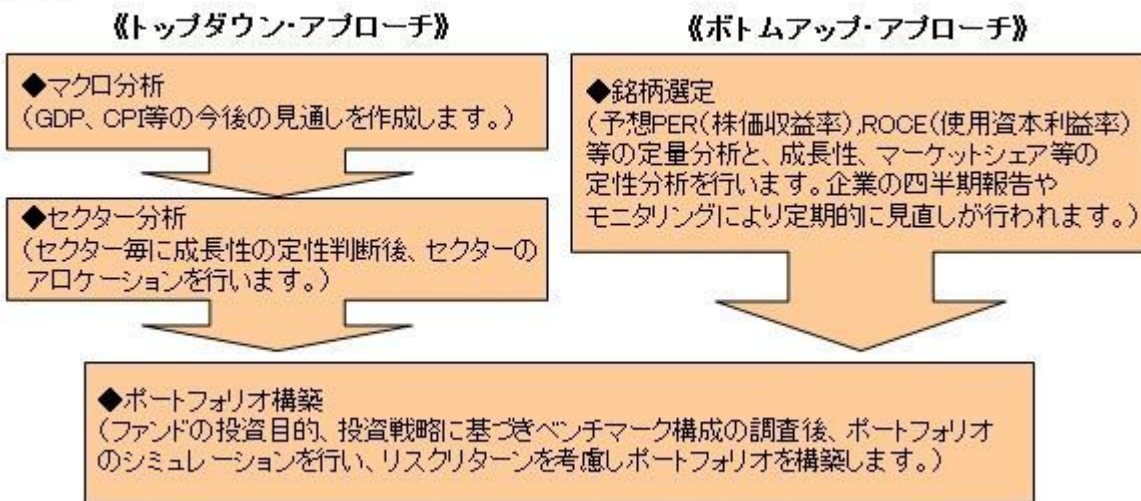 《トップダウン・アプローチ》
◆マクロ分析
（GDP、CPI等の今後の見通しを作成します。）
◆セクター分析
（セクター毎に成長性の定性判断後、セクターの
アロケーションを行います。）
《ボトムアップ・アプローチ》
◆銘柄選定
（予想PER（株価収益率）,ROCE（使用資本利益率）
等の定量分析と、成長性、マーケットシェア等の
定性分析を行います。企業の四半期報告や
モニタリングにより定期的に見直しが行われます。）
◆ポートフォリオ構築
（ファンドの投資目的、投資戦略に基づきベンチマーク構成の調査後、ポートフォリオ
のシミュレーションを行い、リスクリターンを考慮しポートフォリオを構築します。）